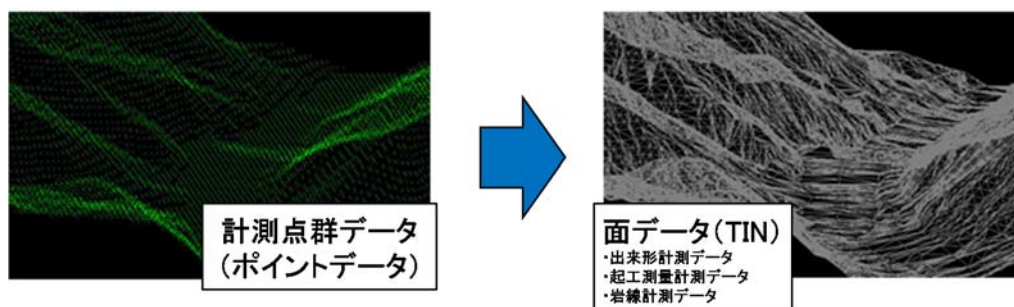 計測点群データ
(ポイントデータ)
面データ(TIN)
・出来形計測データ
・起工測量計測データ
・岩線計測データ